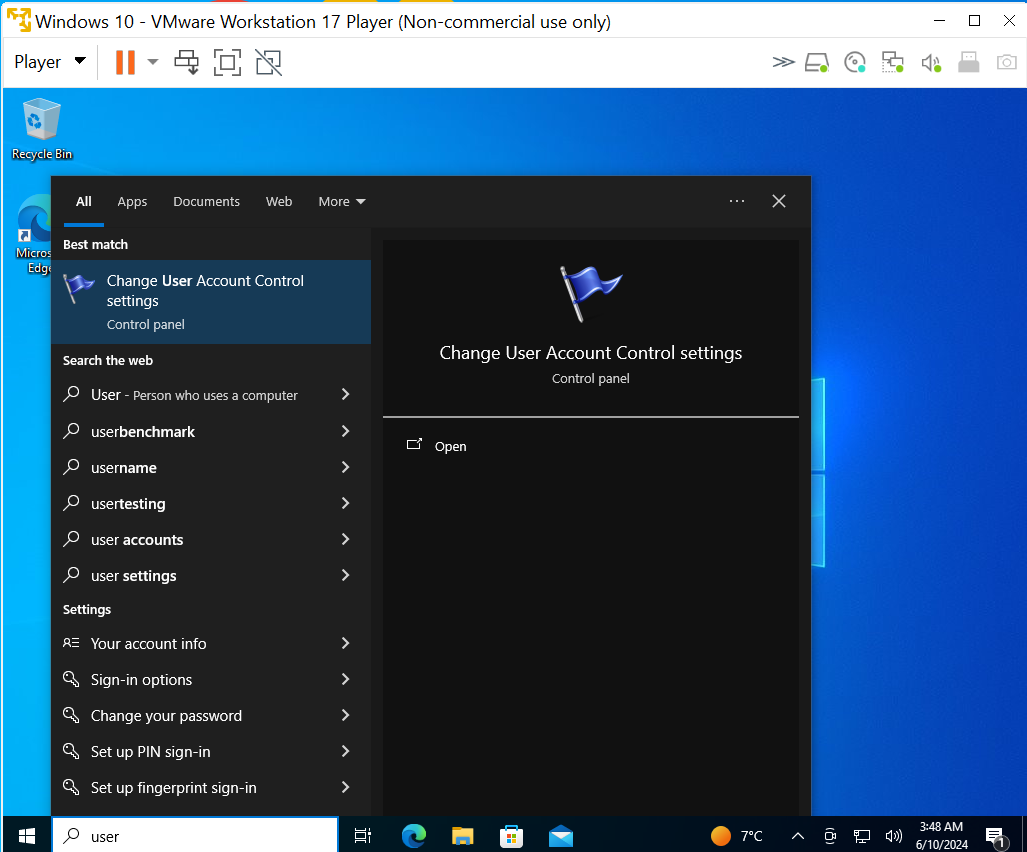 Windows 10 - VMware Workstation 17 Player (Non-commercial use only)
Player
Recycle Bin
Micros
Edge
All Apps Documents Web More
Best match
Change User Account Control
settings
Control panel
Search the web
User - Person who uses a computer
userbenchmark
username
usertesting
user accounts
user settings
Settings
Your account info
Sign-in options
Change your password
Set up PIN sign-in
Set up fingerprint sign-in
Change User Account Control settings
Control panel
Open
user
7°C
3:48 AM
6/10/2024
1